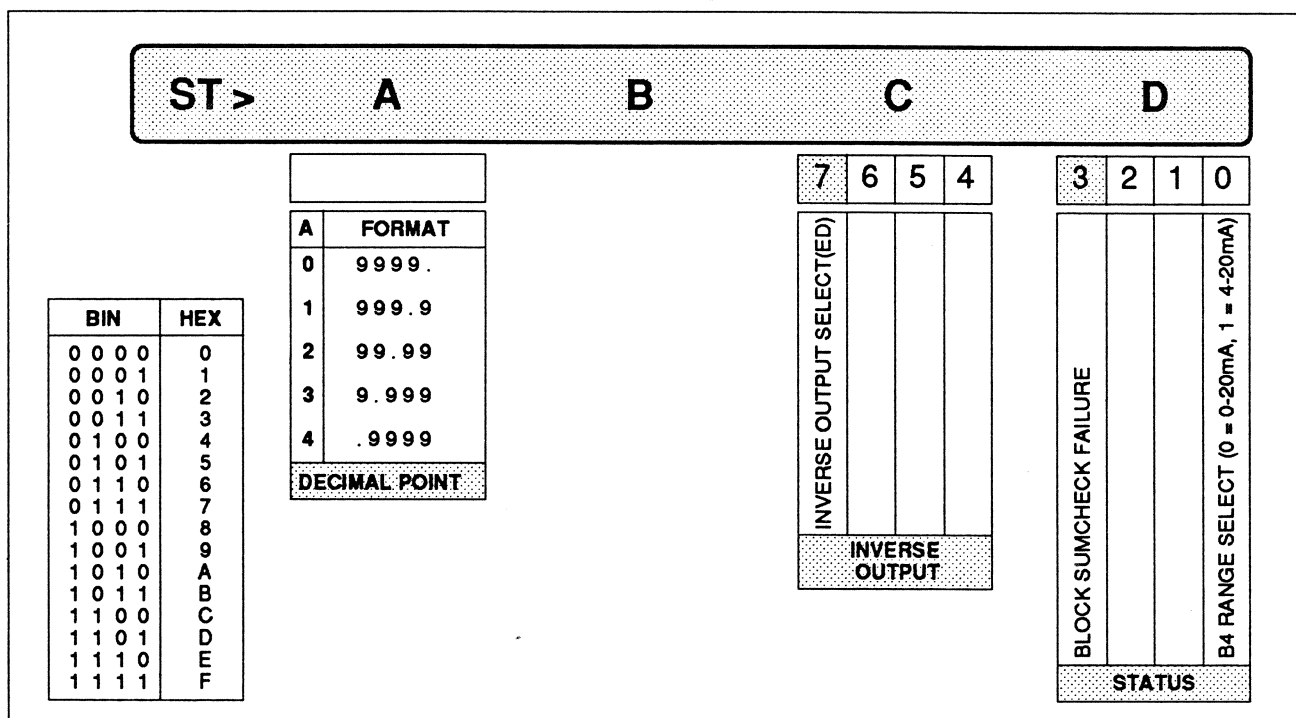 ST > A B C D
A FORMAT
0 9999.
1 999.9
2 99.99
3 9.999
4 .9999
DECIMAL POINT
BIN HEX
0 0 0 0 0
0 0 0 1 1
0 0 1 0 2
0 0 1 1 3
0 1 0 0 4
0 1 0 1 5
0 1 1 0 6
0 1 1 1 7
1 0 0 0 8
1 0 0 1 9
1 0 1 0 A
1 0 1 1 B
1 1 0 0 C
1 1 0 1 D
1 1 1 0 E
1 1 1 1 F
7 6 5 4
INVERSE OUTPUT SELECT(ED)
INVERSE
OUTPUT
3 2 1 0
BLOCK SUMCHECK FAILURE
B4 RANGE SELECT (0 = 0-20mA, 1 = 4-20mA)
STATUS